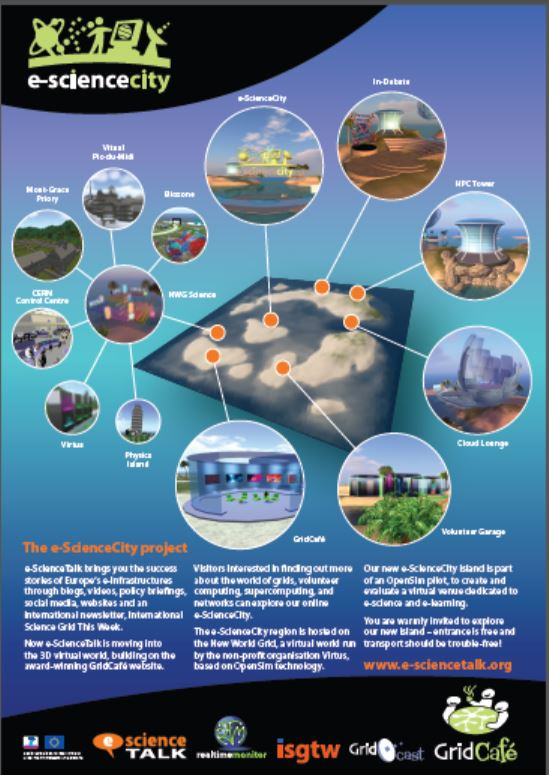 e-sciencecity
In-Debate
e-ScienceCity
Virtual
Pic-du-Midi
Mont-Grace
Priory
Biozone
HPC Tower
CERN
Control Centre
NWG Science
Virtus
Physics
Island
Cloud Lounge
GridCafé
Volunteer Garage
The e-ScienceCity project
e-ScienceTalk brings you the success
stories of Europe's e-infrastructures
through blogs, videos, policy briefings,
social media, websites and an
international newsletter, International
Science Grid This Week.
Now e-ScienceTalk is moving into
the 3D virtual world, building on the
award-winning GridCafé website.
Visitors interested in finding out more
about the world of grids, volunteer
computing, supercomputing, and
networks can explore our online
e-ScienceCity.
The e-ScienceCity region is hosted on
the New World Grid, a virtual world run
by the non-profit organisation Virtus,
based on OpenSim technology.
Our new e-ScienceCity island is part
of an OpenSim pilot, to create and
evaluate a virtual venue dedicated to
e-science and e-learning.
You are warmly invited to explore
our new island – entrance is free and
transport should be trouble-free!
www.e-sciencetalk.org
e science
TALK
realtimemonitor
isgtw
Gridcast
GridCafé